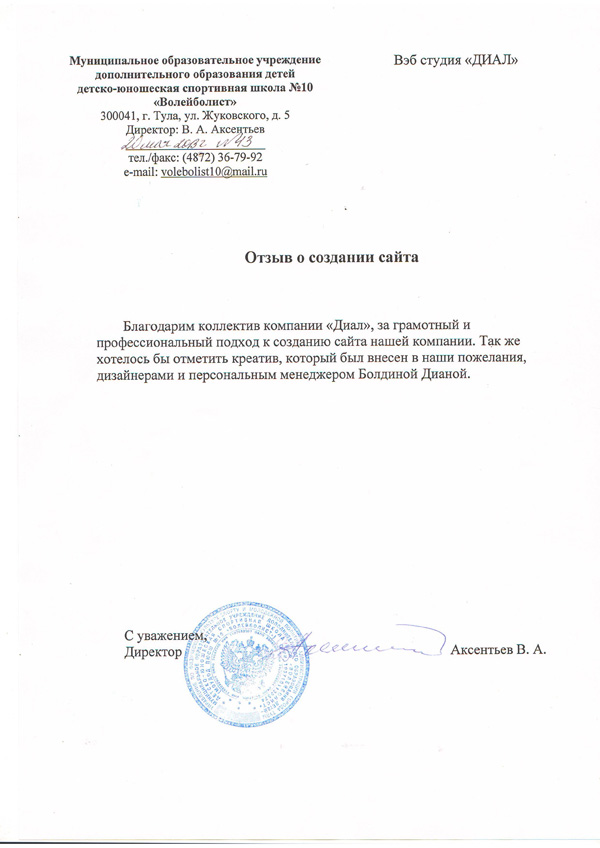 Муниципальное образовательное учреждение
дополнительного образования детей
детско-юношеская спортивная школа №10
«Волейболист»
300041, г. Тула, ул. Жуковского, д. 5
Директор: В. А. Аксентьев
№ 43
тел./факс: (4872) 36-79-92
e-mail: volebolist10@mail.ru
Вэб студия «ДИАЛ»
Отзыв о создании сайта
Благодарим коллектив компании «Диал», за грамотный и
профессиональный подход к созданию сайта нашей компании. Так же
хотелось бы отметить креатив, который был внесен в наши пожелания,
дизайнерами и персональным менеджером Болдиной Дианой.
С уважением,
Директор
Аксентьев В. А.